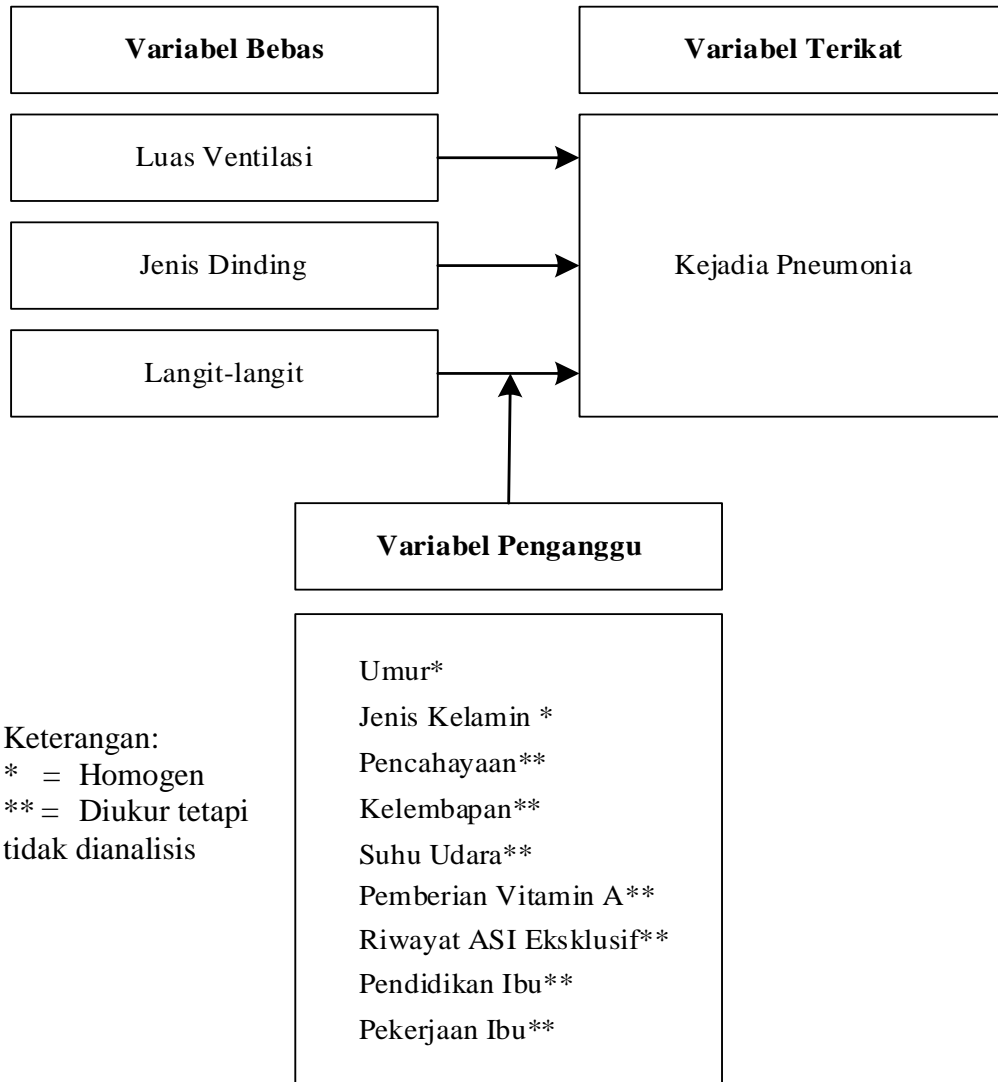 Variabel Bebas
Variabel Terikat
Luas Ventilasi
Jenis Dinding
Kejadia Pneumonia
Langit-langit
Variabel Penganggu
Umur*
Jenis Kelamin *
Pencahayaan**
Kelembapan**
Suhu Udara**
Pemberian Vitamin A**
Riwayat ASI Eksklusif**
Pendidikan Ibu**
Pekerjaan Ibu**
Keterangan:
* = Homogen
** = Diukur tetapi
tidak dianalisis